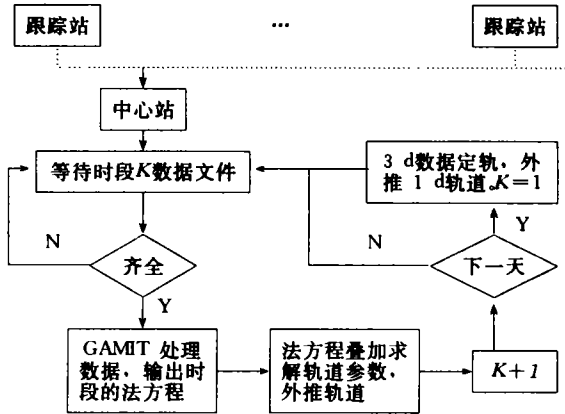 跟踪站 … 跟踪站
中心站
等待时段K数据文件
3 d数据定轨，外
推 1 d轨道。K=1
N
N
Y
齐全
下一天
Y
GAMIT 处理
数据，输出时
段的法方程
法方程叠加求
解轨道参数，
外推轨道
K+1